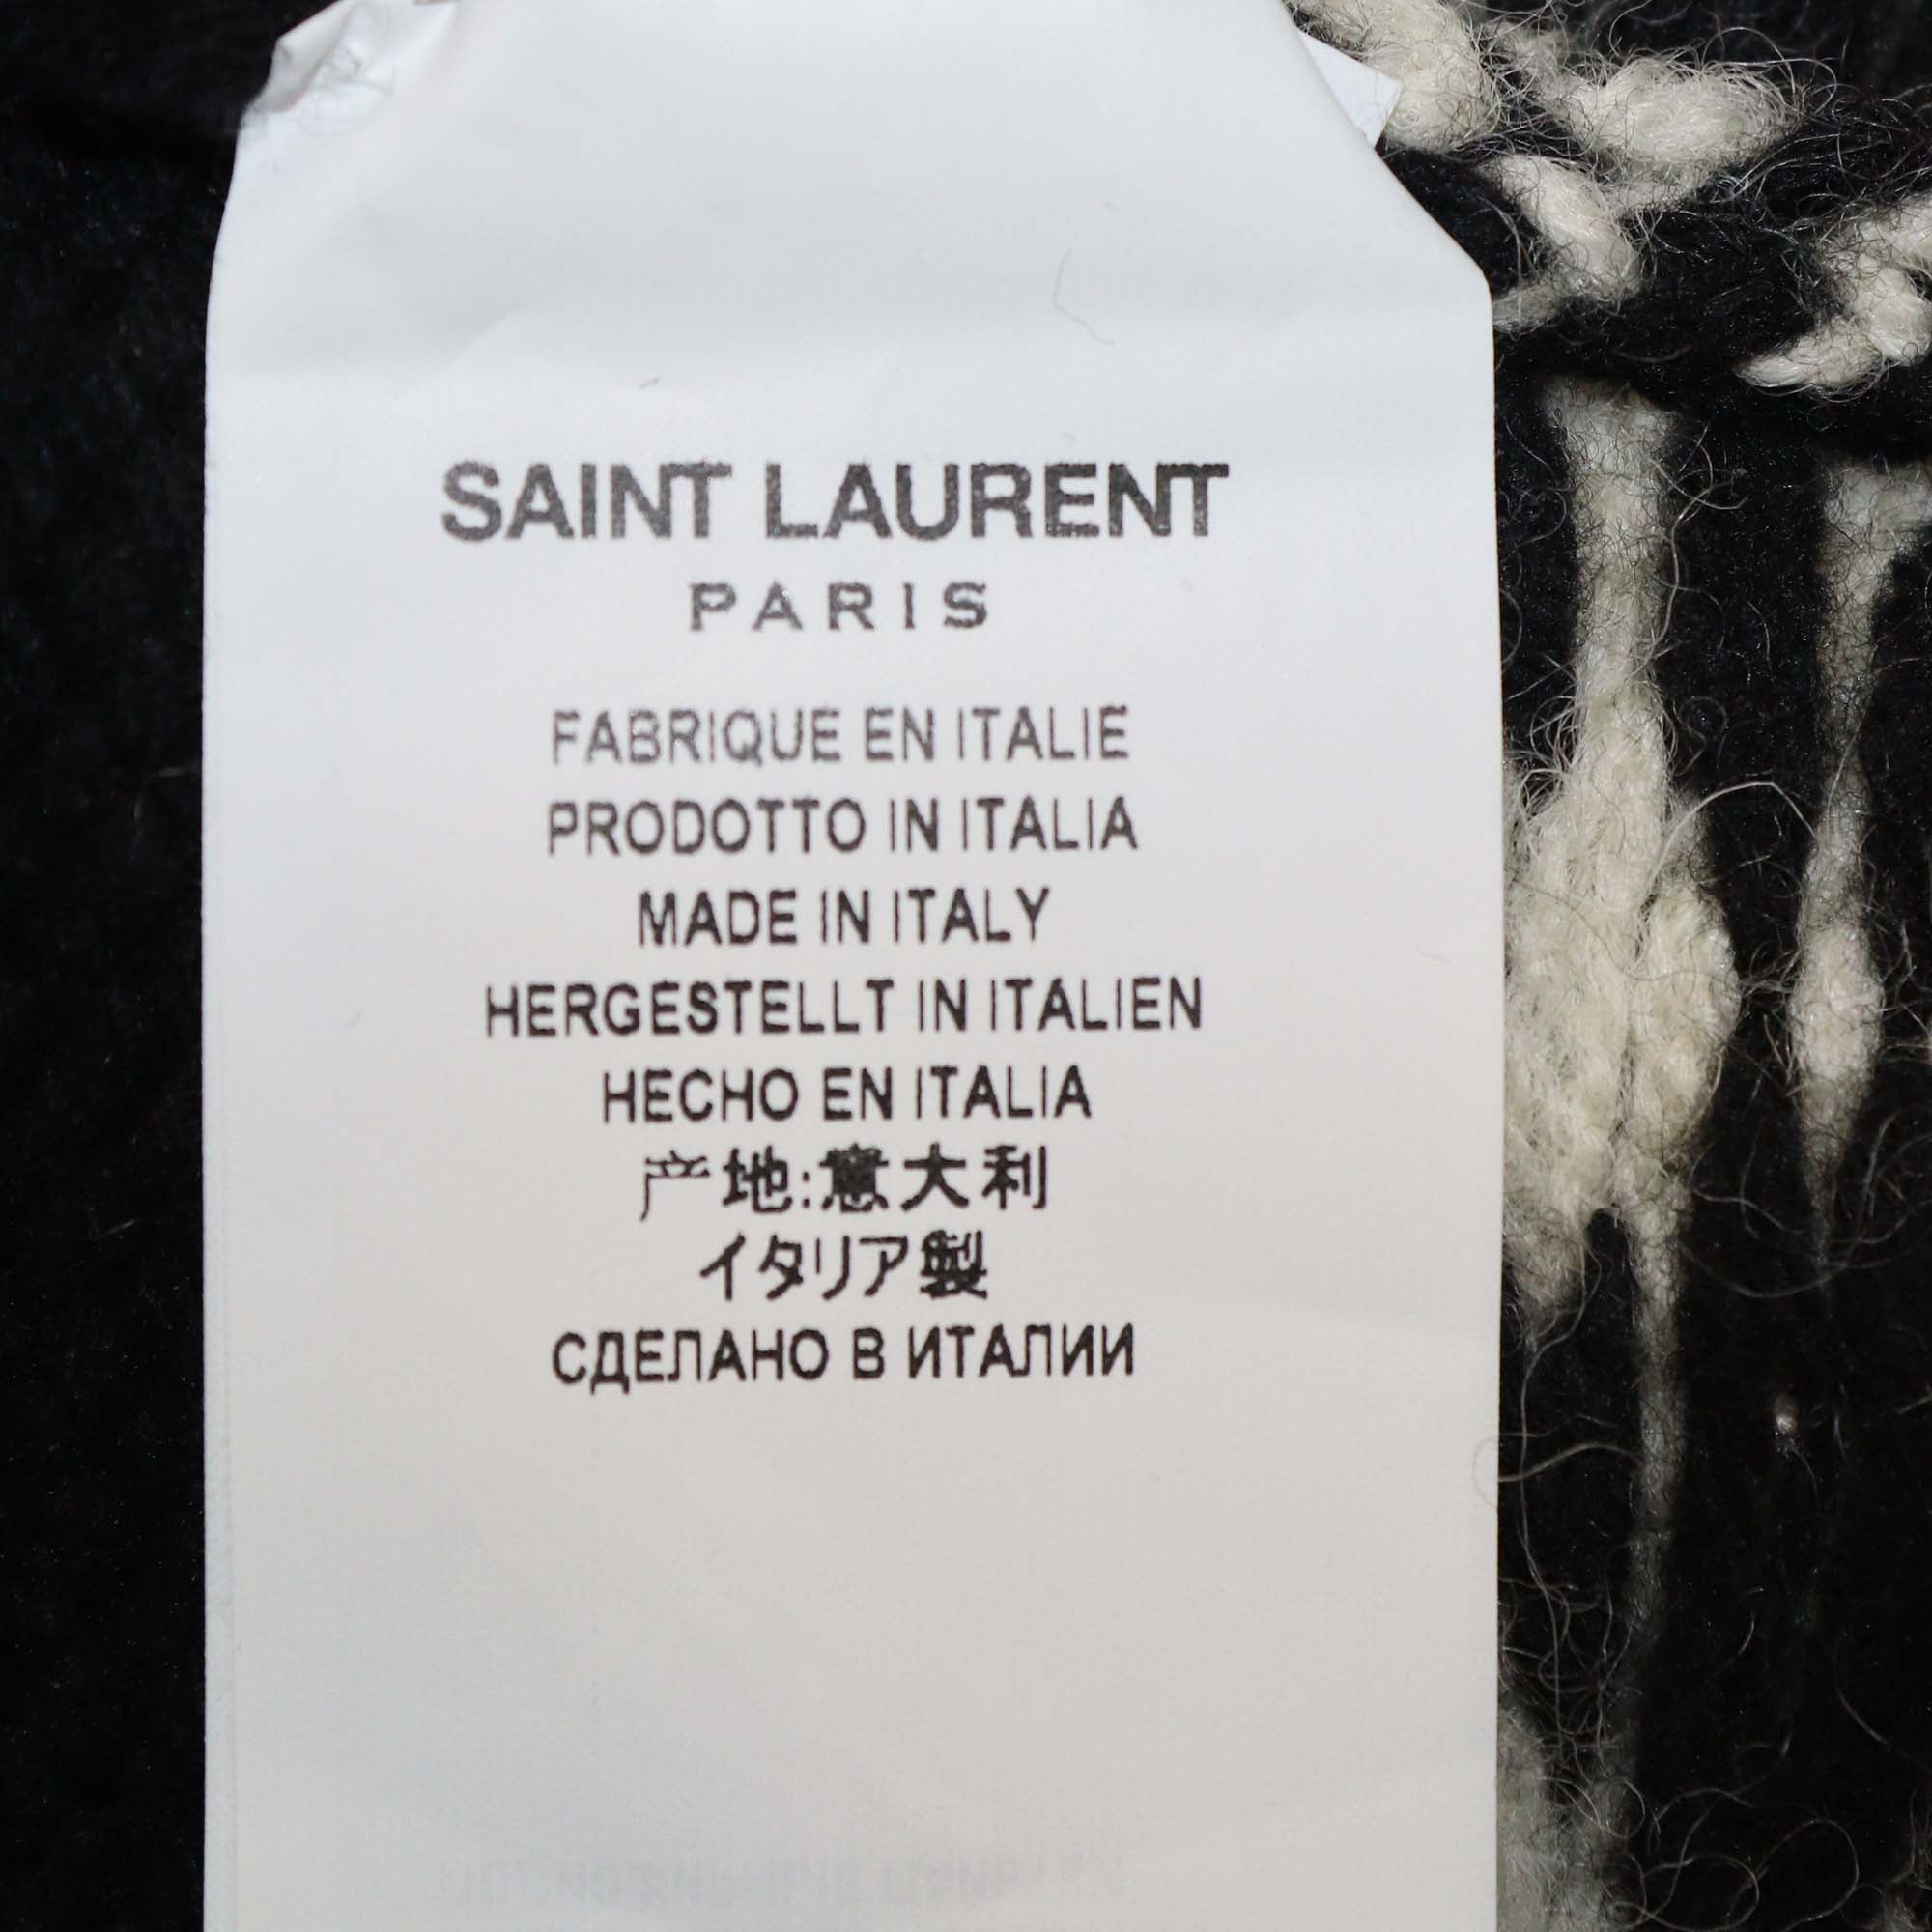 SAINT LAURENT
PARIS
FABRIQUE EN ITALIE
PRODOTTO IN ITALIA
MADE IN ITALY
HERGESTELLT IN ITALIEN
HECHO EN ITALIA
产地:意大利
イタリア製
СДЕЛАНО В ИТАЛИИ